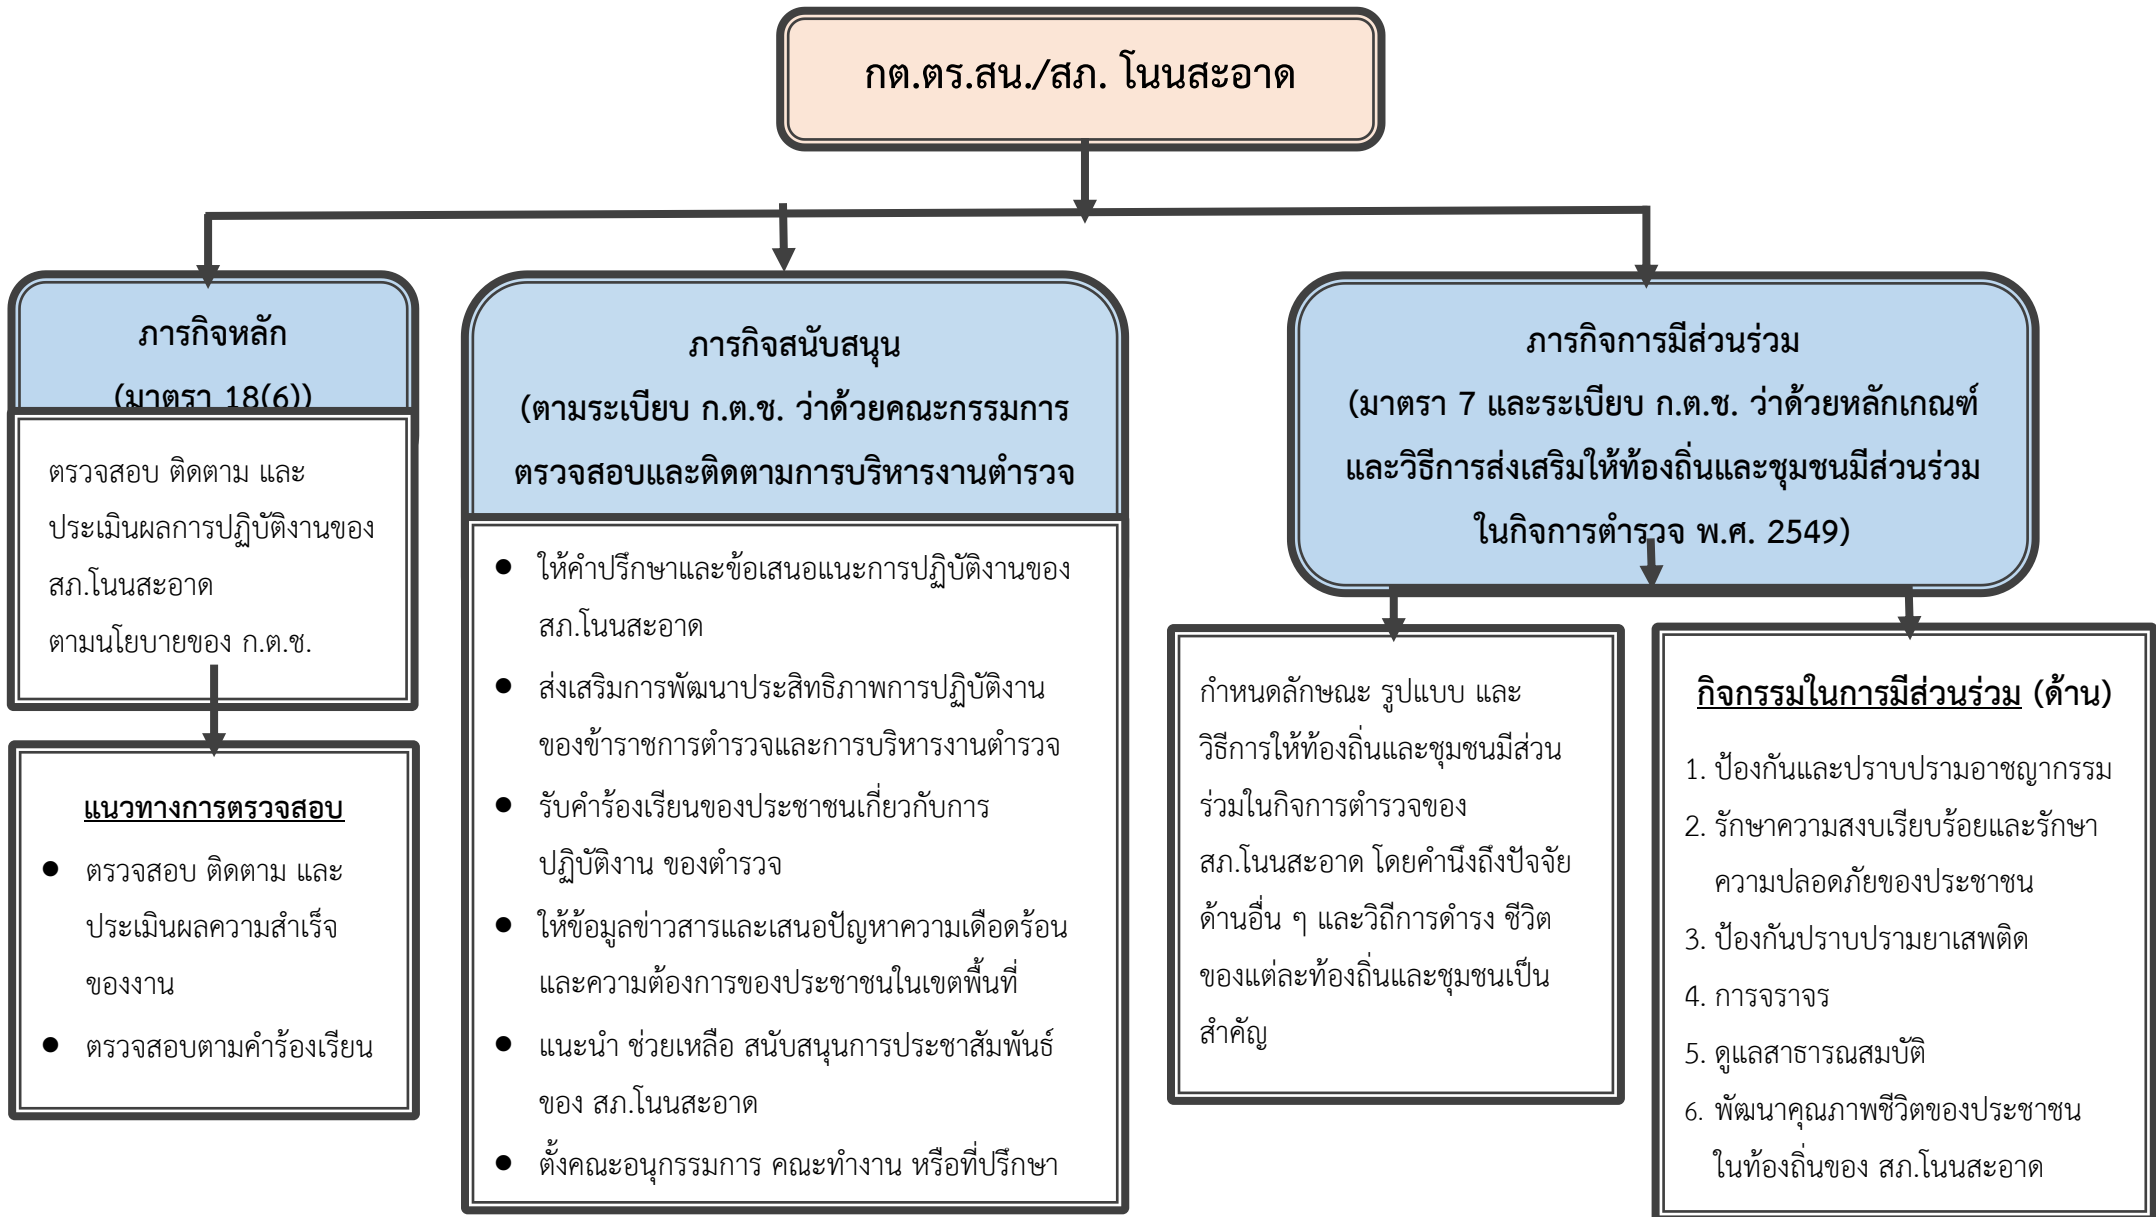 กต.ตร.สน./สภ. โนนสะอาด
ภารกิจหลัก
(มาตรา 18(6))
ตรวจสอบ ติดตาม และ
ประเมินผลการปฏิบัติงานของ
สภ.โนนสะอาด
ตามนโยบายของ ก.ต.ช.
แนวทางการตรวจสอบ
● ตรวจสอบ ติดตาม และ
ประเมินผลความสำเร็จ
ของงาน
● ตรวจสอบตามคำร้องเรียน
ภารกิจสนับสนุน
(ตามระเบียบ ก.ต.ช. ว่าด้วยคณะกรรมการ
ตรวจสอบและติดตามการบริหารงานตำรวจ
● ให้คำปรึกษาและข้อเสนอแนะการปฏิบัติงานของ
สภ.โนนสะอาด
● ส่งเสริมการพัฒนาประสิทธิภาพการปฏิบัติงาน
ของข้าราชการตำรวจและการบริหารงานตำรวจ
● รับคำร้องเรียนของประชาชนเกี่ยวกับการ
ปฏิบัติงาน ของตำรวจ
● ให้ข้อมูลข่าวสารและเสนอปัญหาความเดือดร้อน
และความต้องการของประชาชนในเขตพื้นที่
● แนะนำ ช่วยเหลือ สนับสนุนการประชาสัมพันธ์
ของ สภ.โนนสะอาด
● ตั้งคณะอนุกรรมการ คณะทำงาน หรือที่ปรึกษา
ภารกิจการมีส่วนร่วม
(มาตรา 7 และระเบียบ ก.ต.ช. ว่าด้วยหลักเกณฑ์
และวิธีการส่งเสริมให้ท้องถิ่นและชุมชนมีส่วนร่วม
ในกิจการตำรวจ พ.ศ. 2549)
กำหนดลักษณะ รูปแบบ และ
วิธีการให้ท้องถิ่นและชุมชนมีส่วน
ร่วมในกิจการตำรวจของ
สภ.โนนสะอาด โดยคำนึงถึงปัจจัย
ด้านอื่น ๆ และวิถีการดำรง ชีวิต
ของแต่ละท้องถิ่นและชุมชนเป็น
สำคัญ
กิจกรรมในการมีส่วนร่วม (ด้าน)
1. ป้องกันและปราบปรามอาชญากรรม
2. รักษาความสงบเรียบร้อยและรักษา
ความปลอดภัยของประชาชน
3. ป้องกันปราบปรามยาเสพติด
4. การจราจร
5. ดูแลสาธารณสมบัติ
6. พัฒนาคุณภาพชีวิตของประชาชน
ในท้องถิ่นของ สภ.โนนสะอาด